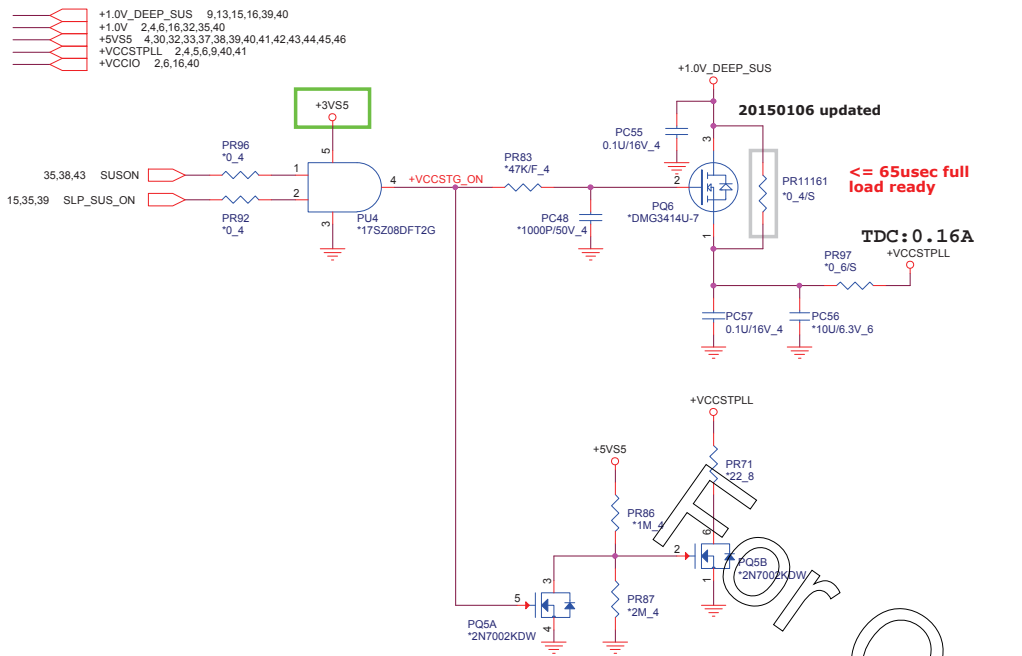 +1.0V_DEEP_SUS 9,13,15,16,39,40
+1.0V 2,4,6,16,32,35,40
+5VS5 4,30,32,33,37,38,39,40,41,42,43,44,45,46
+VCCSTPLL 2,4,5,6,9,40,41
+VCCIO 2,6,16,40
+1.0V_DEEP_SUS
20150106 updated
+3VS5
PC55
0.1U/16V_4
3
PR96
*0_4
5
PR83
*47K/F_4
<= 65usec full
load ready
35,38,43 SUSON
1
4
+VCCSTG_ON
2
PR11161
*0_4/S
15,35,39 SLP_SUS_ON
2
PR92
*0_4
3
PU4
*17SZ08DFT2G
PC48
*1000P/50V_4
PQ6
*DMG3414U-7
1
TDC:0.16A
+VCCSTPLL
PR97
*0_6/S
PC57
0.1U/16V_4
PC56
*10U/6.3V_6
+VCCSTPLL
+5VS5
PR71
*22_8
PR86
*1M_4
6
2
PQ5B
*2N7002KDW
1
3
5
PQ5A
*2N7002KDW
4
PR87
*2M_4
For